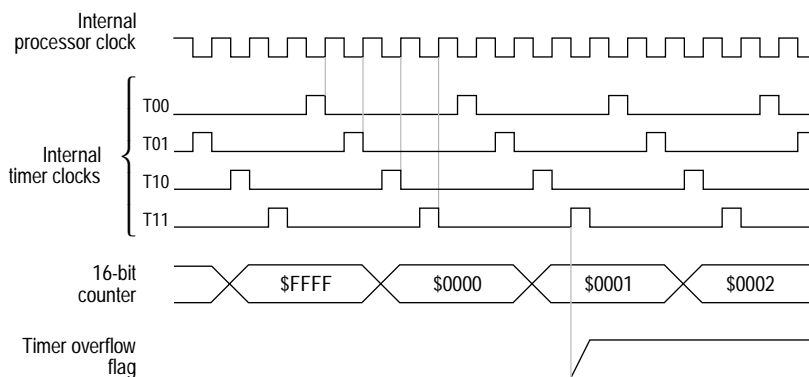 Internal
processor clock
Internal
timer clocks
T00
T01
T10
T11
16-bit
counter
$FFFF
$0000
$0001
$0002
Timer overflow
flag